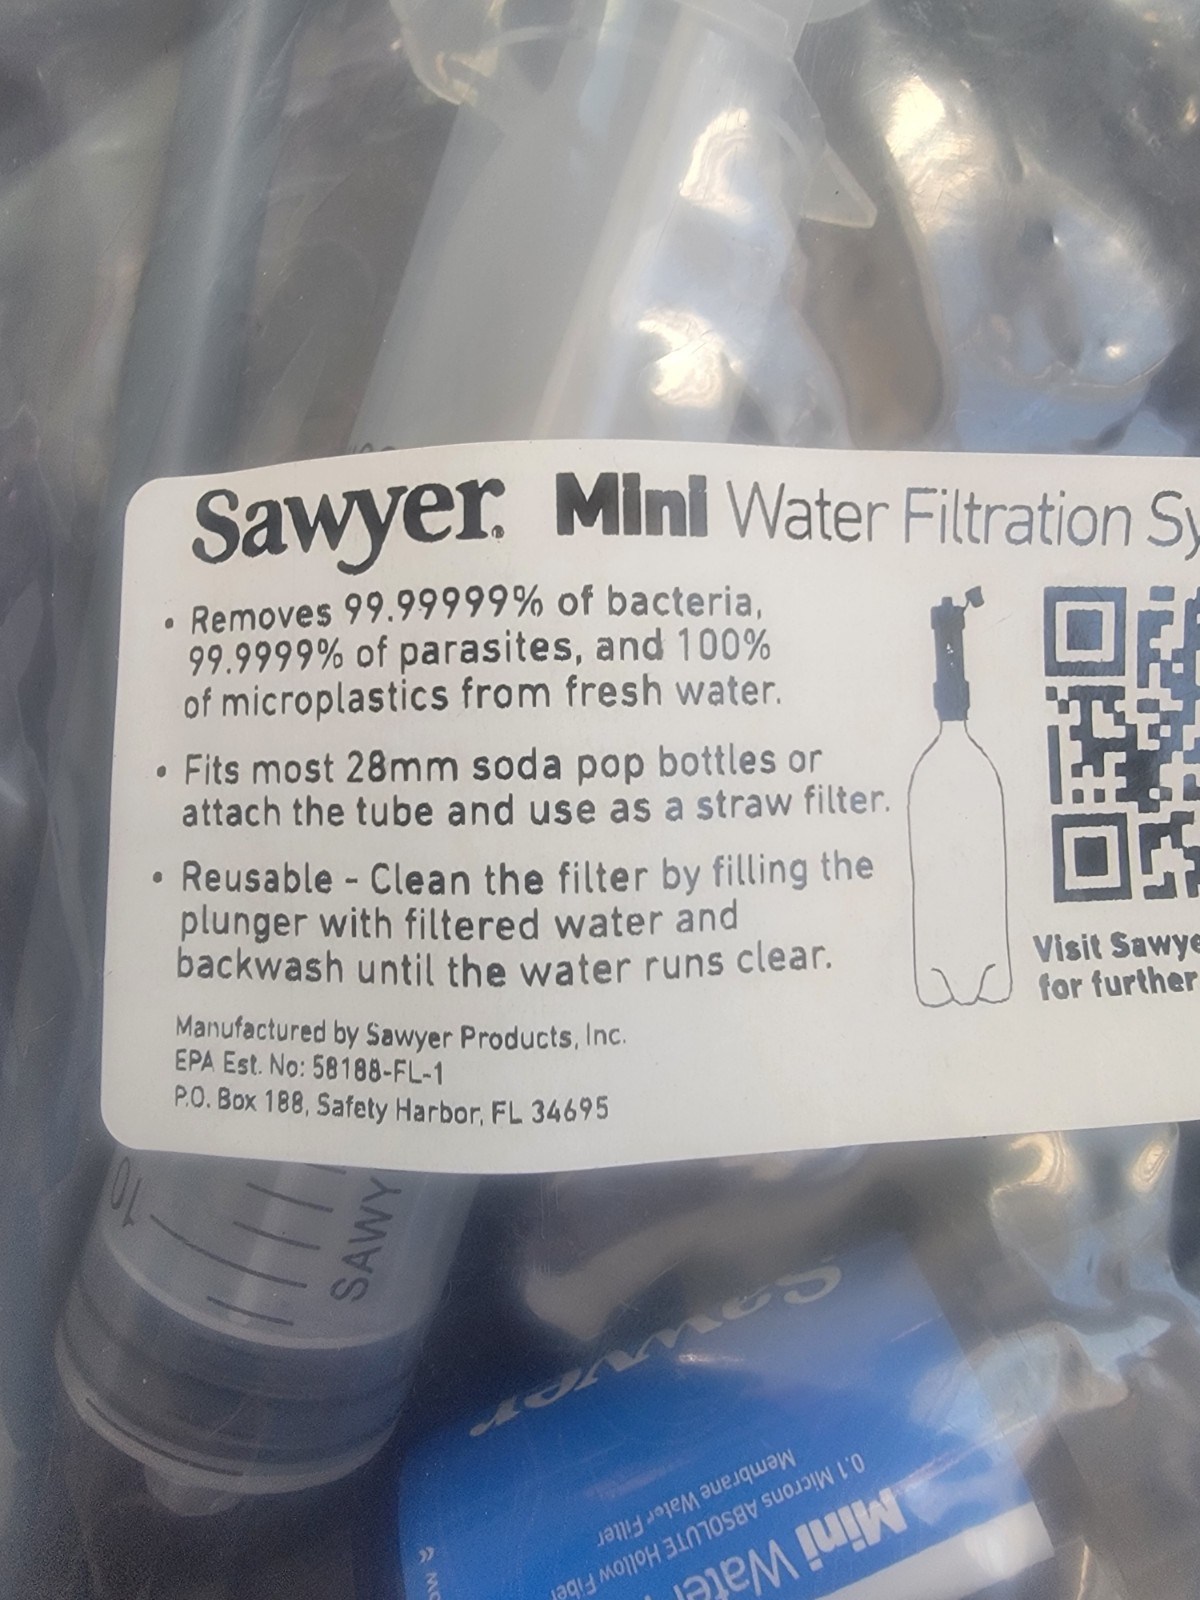 Sawyer® Mini Water Filtration Sy
• Removes 99.99999% of bacteria,
99.9999% of parasites, and 100%
of microplastics from fresh water.
• Fits most 28mm soda pop bottles or
attach the tube and use as a straw filter.
• Reusable - Clean the filter by filling the
plunger with filtered water and
backwash until the water runs clear.
Visit Sawye
for further
Manufactured by Sawyer Products, Inc.
EPA Est. No: 58188-FL-1
P.O. Box 188, Safety Harbor, FL 34695
10
SAWY
Sawyer
Mini Water
0.1 Microns ABSOLUTE Hollow Fiber
Membrane Water Filter